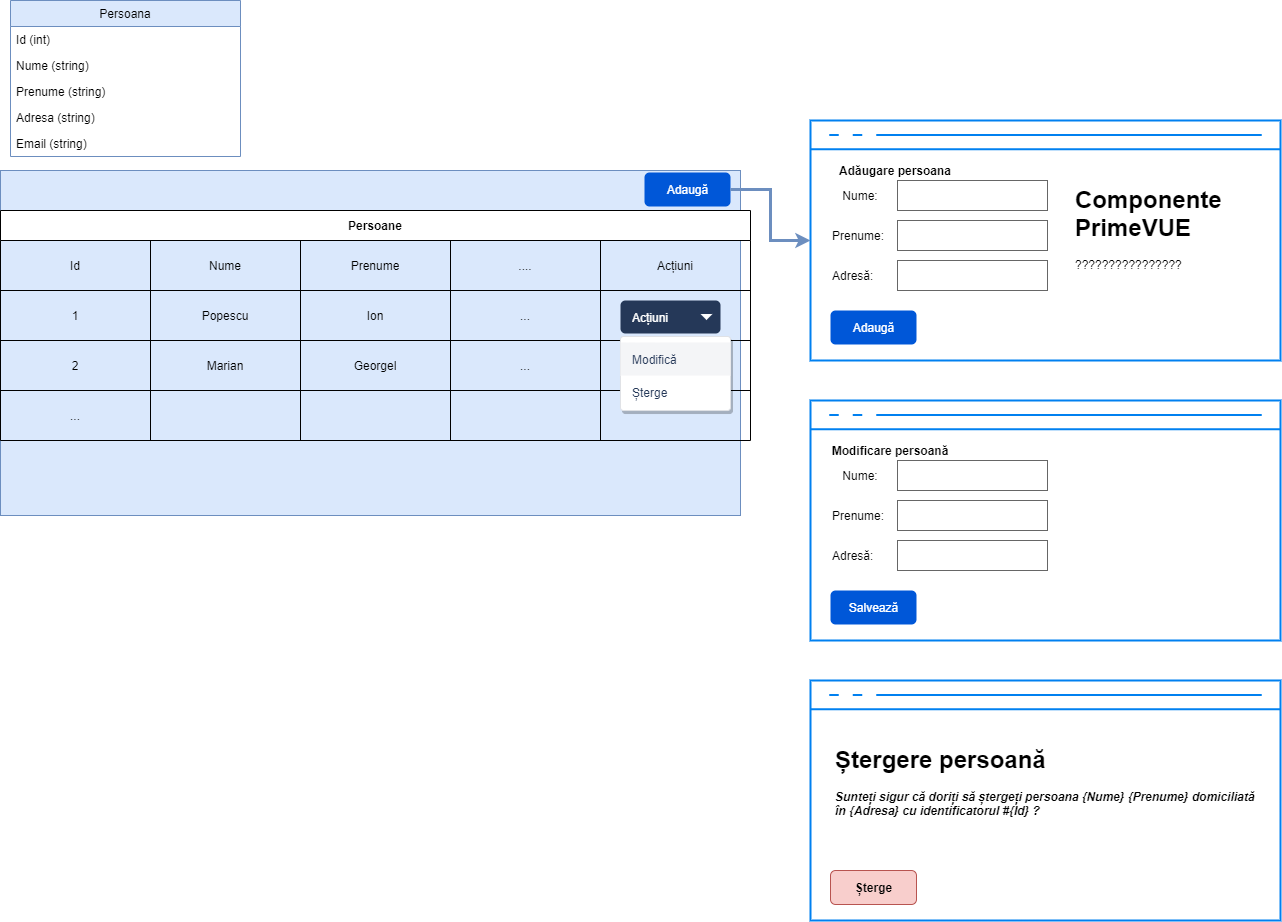 Persoana
Id (int)
Nume (string)
Prenume (string)
Adresa (string)
Email (string)
Adaugă
Persoane
Id Nume Prenume .... Acțiuni
1 Popescu Ion ... Acțiuni
2 Marian Georgel ...
Modifică
Șterge
...
Adăugare persoana
Nume:
Prenume:
Adresă:
Adaugă
Componente
PrimeVUE
????????????????
Modificare persoană
Nume:
Prenume:
Adresă:
Salvează
Ștergere persoană
Sunteți sigur că doriți să ștergeți persoana {Nume} {Prenume} domiciliată
în {Adresa} cu identificatorul #{Id} ?
Șterge